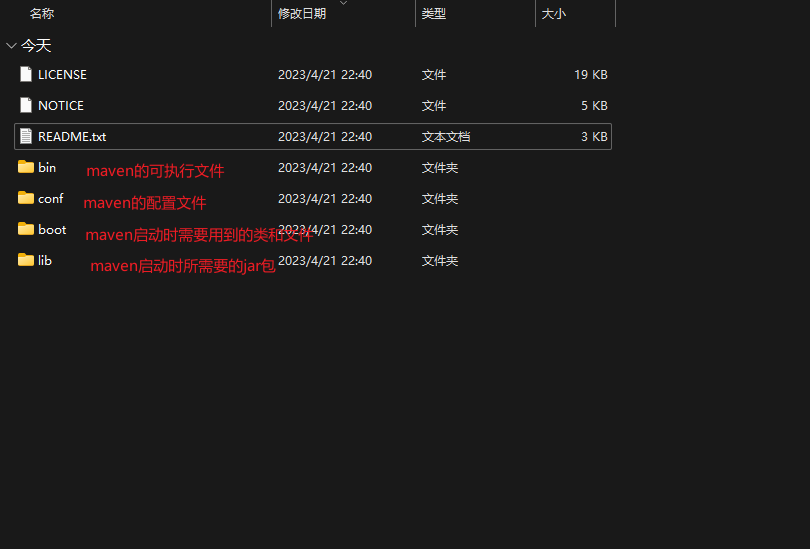 名称 修改日期 类型 大小
今天
LICENSE 2023/4/21 22:40 文件 19 KB
NOTICE 2023/4/21 22:40 文件 5 KB
README.txt 2023/4/21 22:40 文本文档 3 KB
bin maven的可执行文件 2023/4/21 22:40 文件夹
conf maven的配置文件 2023/4/21 22:40 文件夹
boot maven启动时需要用到的类和文件 2023/4/21 22:40 文件夹
lib maven启动时所需要的jar包 2023/4/21 22:40 文件夹